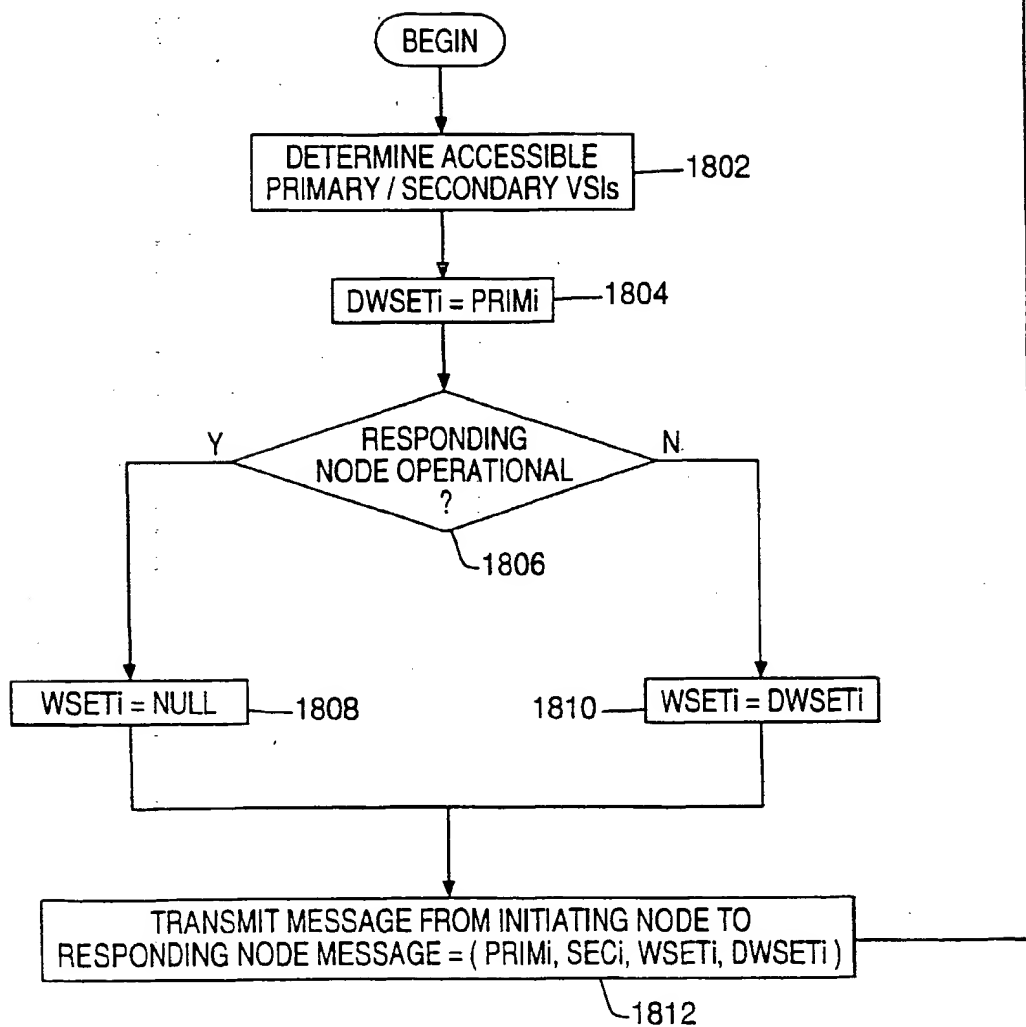 BEGIN
DETERMINE ACCESSIBLE
PRIMARY / SECONDARY VSIs
1802
DWSETi = PRIMi
1804
Y
RESPONDING
NODE OPERATIONAL
?
N
1806
WSETi = NULL
1808
1810
WSETi = DWSETi
TRANSMIT MESSAGE FROM INITIATING NODE TO
RESPONDING NODE MESSAGE = ( PRIMi, SECi, WSETi, DWSETi )
1812